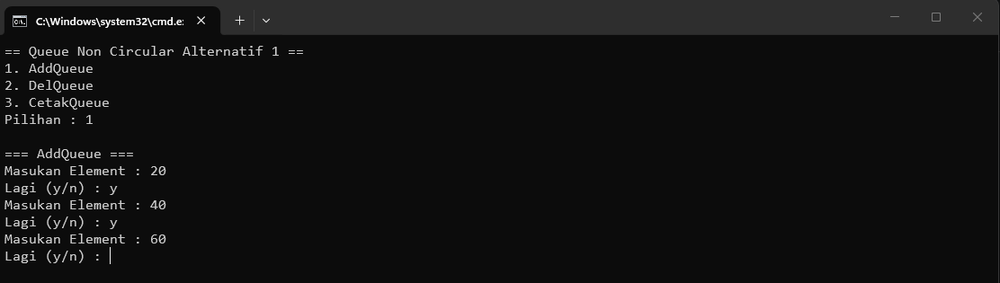 C:\Windows\system32\cmd.e
== Queue Non Circular Alternatif 1 ==
1. AddQueue
2. DelQueue
3. CetakQueue
Pilihan : 1
=== AddQueue ===
Masukan Element : 20
Lagi (y/n) : y
Masukan Element : 40
Lagi (y/n) : y
Masukan Element : 60
Lagi (y/n) :